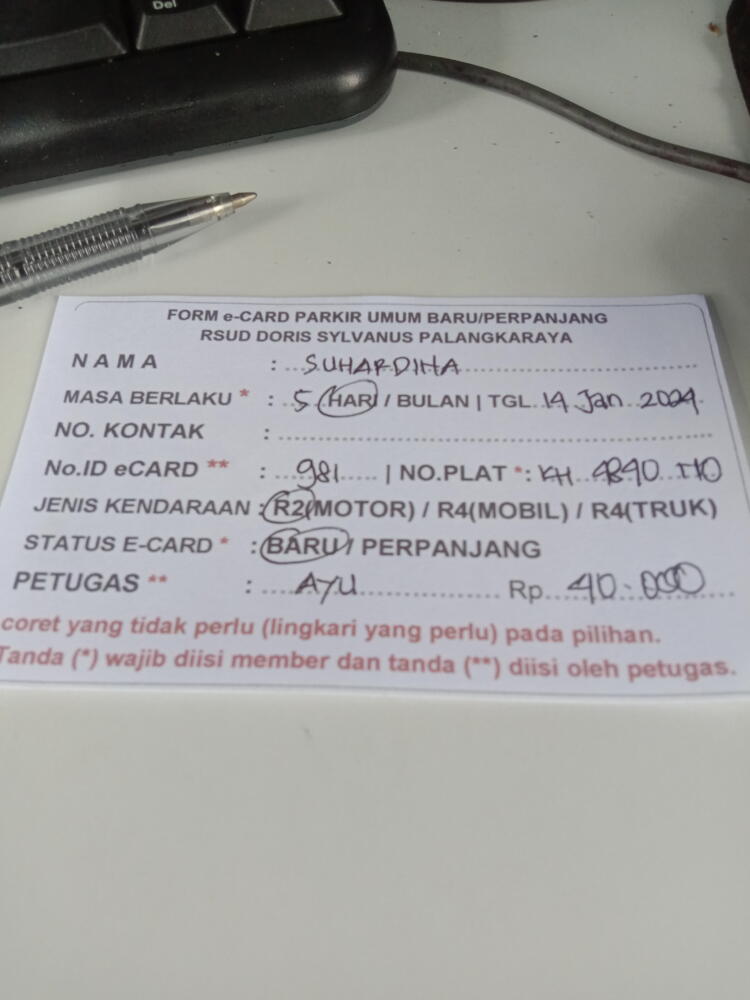 Del
FORM e-CARD PARKIR UMUM BARU/PERPANJANG
RSUD DORIS SYLVANUS PALANGKARAYA
NAMA : SUHARDIHA
MASA BERLAKU * : 5 HARI / BULAN | TGL. 14 Jan 2024
NO. KONTAK :
No.ID eCARD ** : 981 | NO.PLAT *: KH 4840
JENIS KENDARAAN : R2(MOTOR) / R4(MOBIL) / R4(TRUK)
STATUS E-CARD * : BARU / PERPANJANG
PETUGAS ** : AYU Rp. 40.000
coret yang tidak perlu (lingkari yang perlu) pada pilihan.
Tanda (*) wajib diisi member dan tanda (**) diisi oleh petugas.